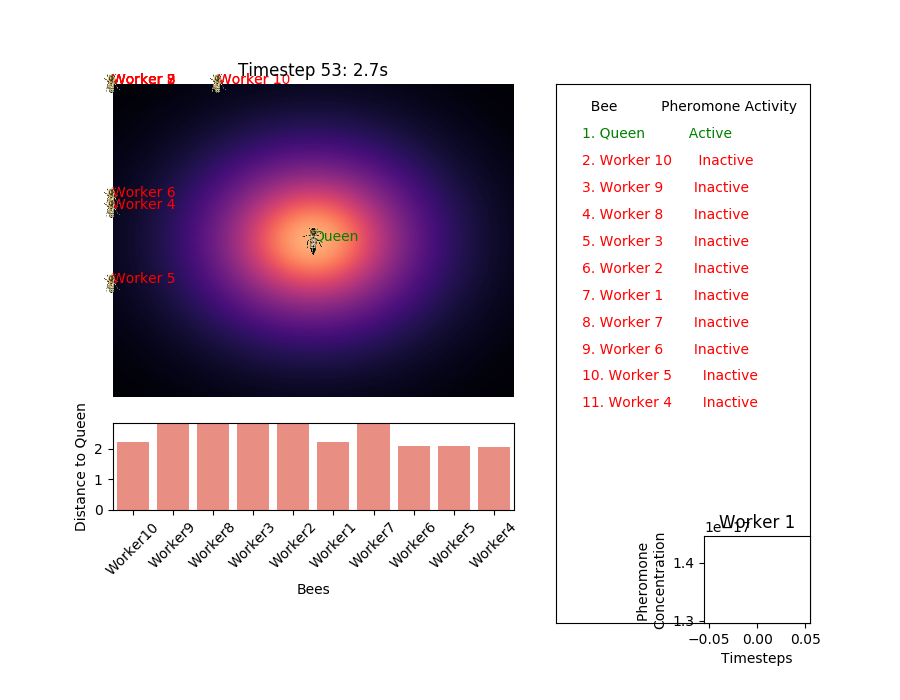 Timestep 53: 2.7s
Worker 10
Worker 6
Worker 4
Queen
Worker 5
Distance to Queen
2
1
0
Worker10
Worker9
Worker8
Worker3
Worker2
Worker1
Worker7
Worker6
Worker5
Worker4
Bees
Bee Pheromone Activity
1. Queen Active
2. Worker 10 Inactive
3. Worker 9 Inactive
4. Worker 8 Inactive
5. Worker 3 Inactive
6. Worker 2 Inactive
7. Worker 1 Inactive
8. Worker 7 Inactive
9. Worker 6 Inactive
10. Worker 5 Inactive
11. Worker 4 Inactive
Worker 1
1e−17
Pheromone
Concentration
1.4
1.3
−0.05 0.00 0.05
Timesteps